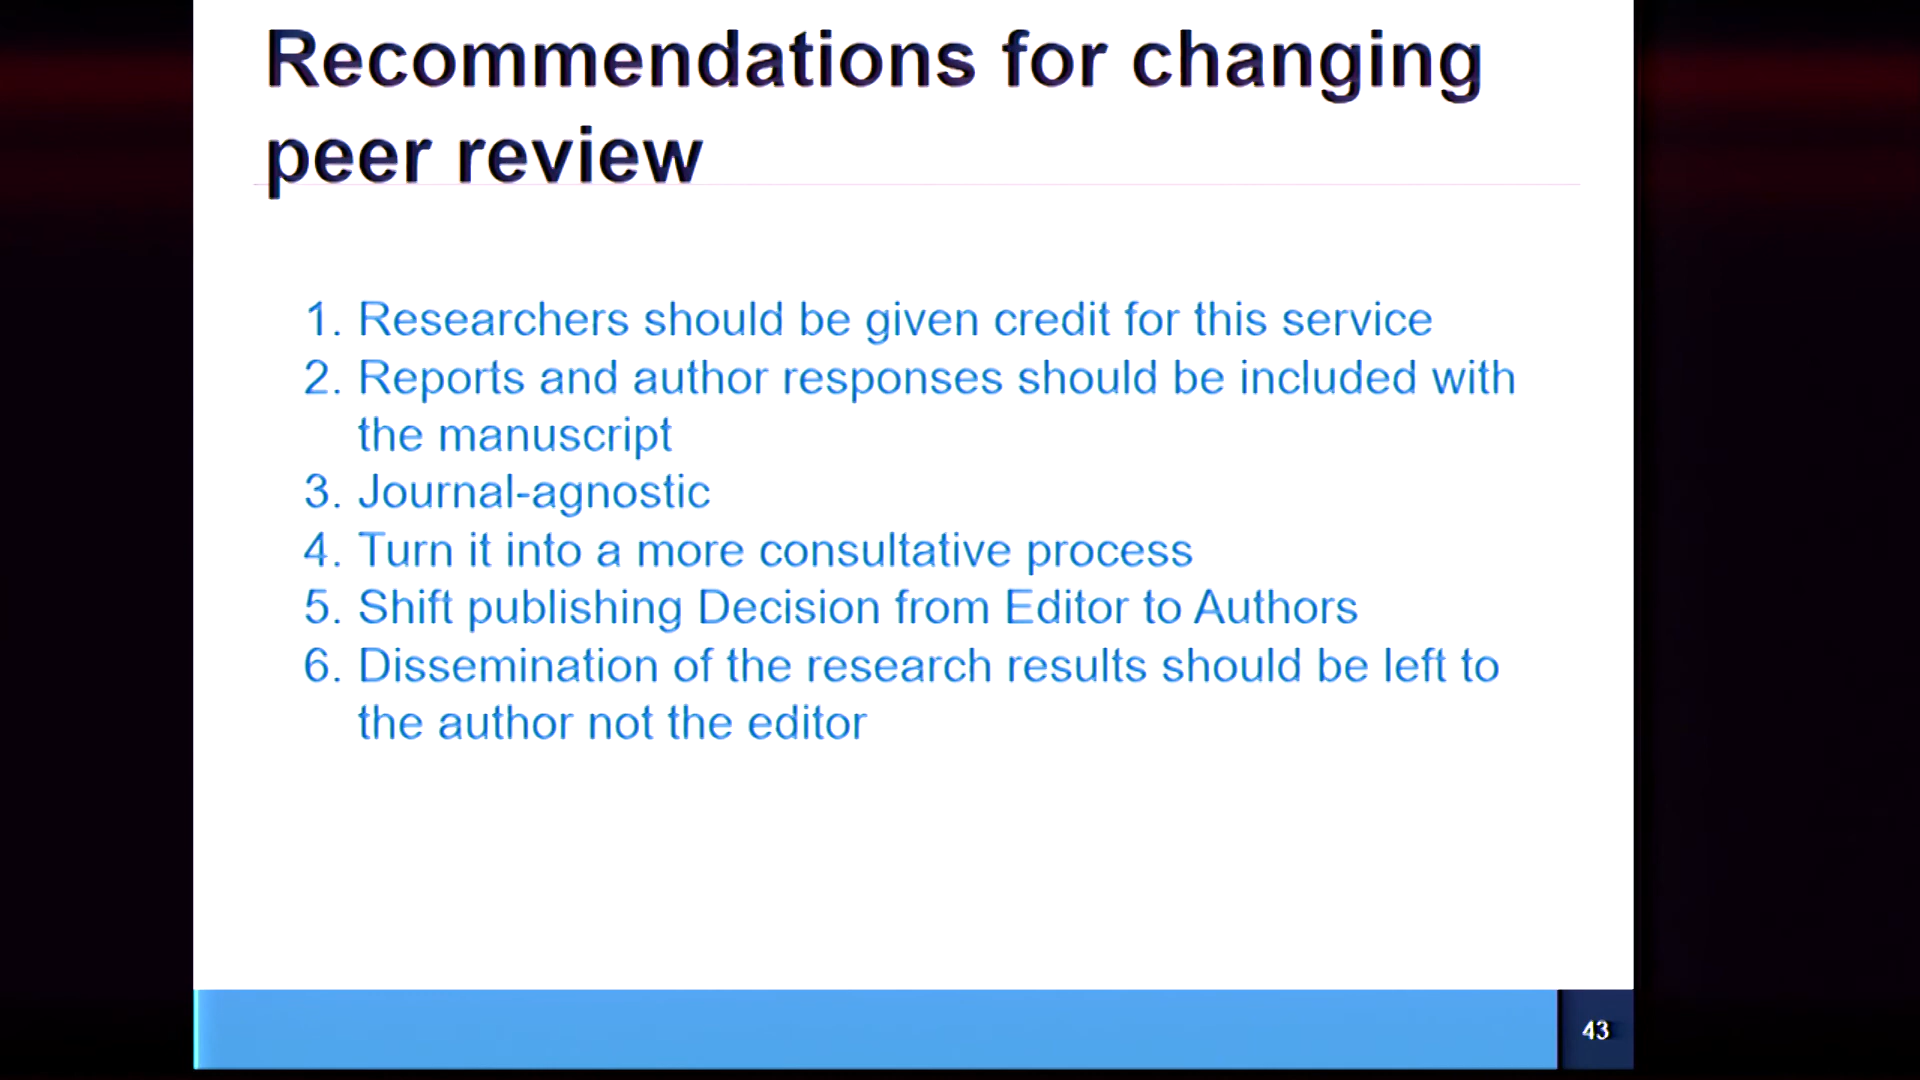 Recommendations for changing
peer review
1. Researchers should be given credit for this service
2. Reports and author responses should be included with
the manuscript
3. Journal-agnostic
4. Turn it into a more consultative process
5. Shift publishing Decision from Editor to Authors
6. Dissemination of the research results should be left to
the author not the editor
43